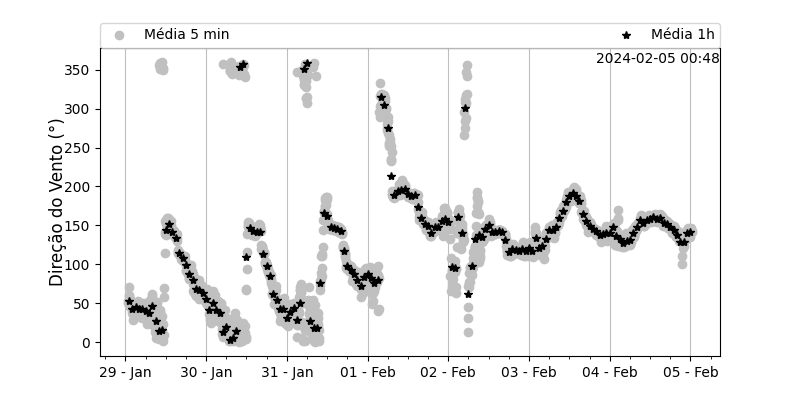 Média 5 min
Média 1h
2024-02-05 00:48
Direção do Vento (°)
350
300
250
200
150
100
50
0
29 - Jan
30 - Jan
31 - Jan
01 - Feb
02 - Feb
03 - Feb
04 - Feb
05 - Feb